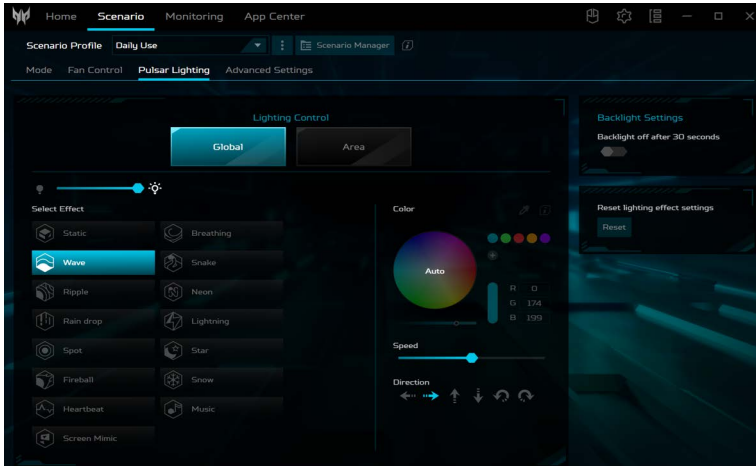 Home Scenario Monitoring App Center
Scenario Profile Daily Use Scenario Manager
Mode Fan Control Pulsar Lighting Advanced Settings
Lighting Control
Global Area
Select Effect
Static Breathing
Wave Snake
Ripple Neon
Rain drop Lightning
Spot Star
Fireball Snow
Heartbeat Music
Screen Mimic
Color
Auto
R 0
G 174
B 199
Speed
Direction
Backlight Settings
Backlight off after 30 seconds
Reset lighting effect settings
Reset